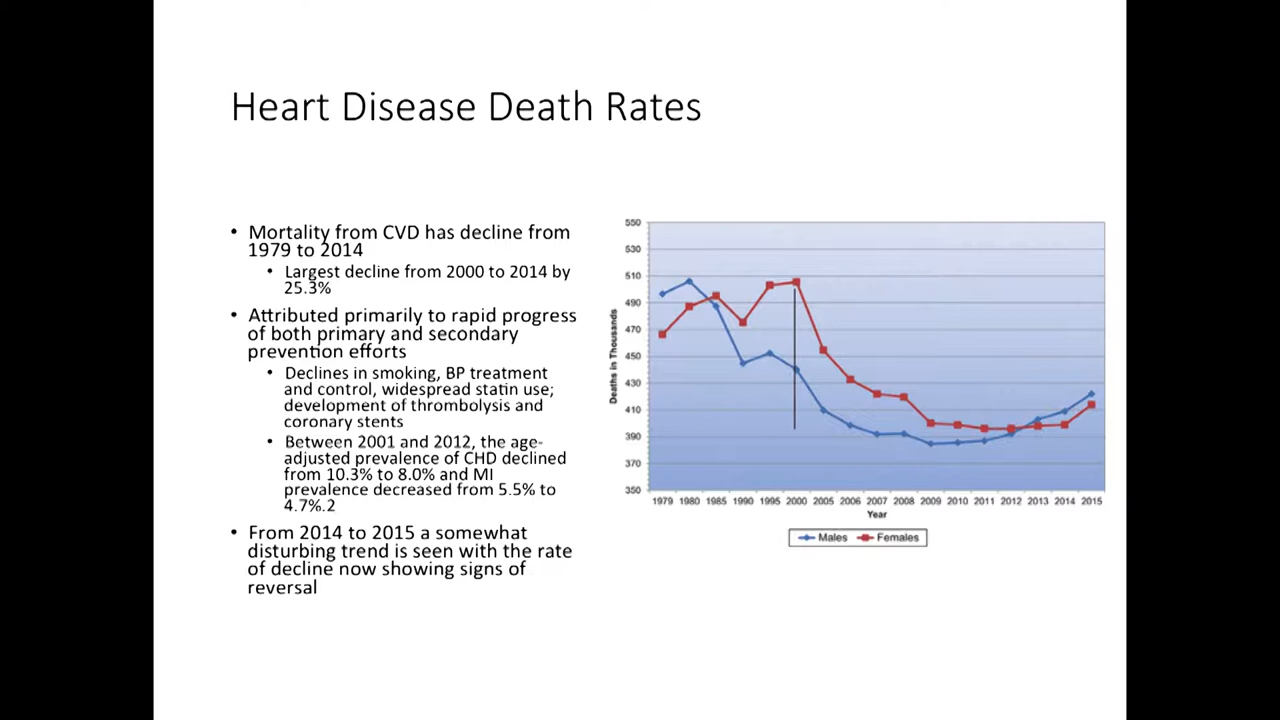 Heart Disease Death Rates
• Mortality from CVD has decline from
1979 to 2014
• Largest decline from 2000 to 2014 by
25.3%
• Attributed primarily to rapid progress
of both primary and secondary
prevention efforts
• Declines in smoking, BP treatment
and control, widespread statin use;
development of thrombolysis and
coronary stents
• Between 2001 and 2012, the age-
adjusted prevalence of CHD declined
from 10.3% to 8.0% and MI
prevalence decreased from 5.5% to
4.7%.2
• From 2014 to 2015 a somewhat
disturbing trend is seen with the rate
of decline now showing signs of
reversal
Deaths in Thousands
550
530
510
490
470
450
430
410
390
370
350
1979 1980 1985 1990 1995 2000 2005 2006 2007 2008 2009 2010 2011 2012 2013 2014 2015
Year
Males Females